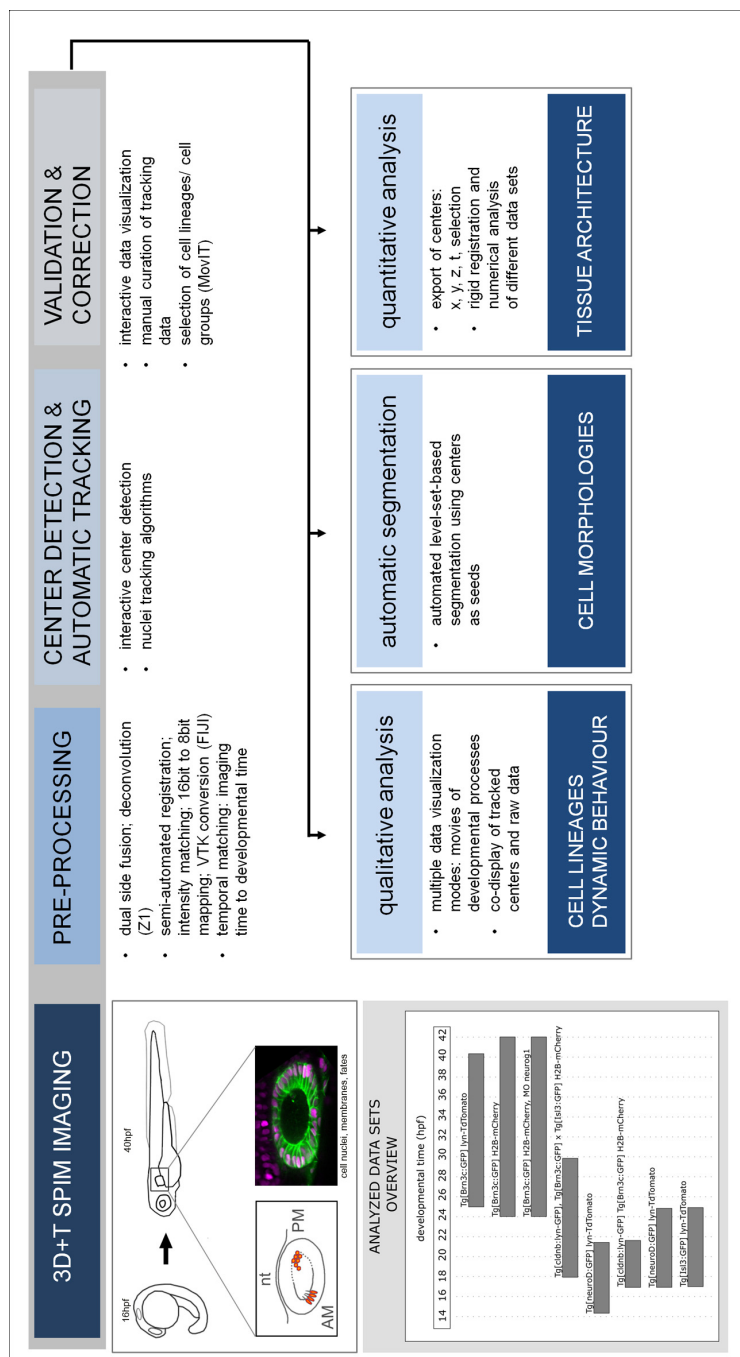 3D+T SPIM IMAGING
PRE-PROCESSING
CENTER DETECTION &
AUTOMATIC TRACKING
VALIDATION &
CORRECTION
16hpf
40hpf
nt
PM
AM
cell nuclei, membranes, fates
• dual side fusion; deconvolution
(Z1)
• semi-automated registration;
intensity matching; 16bit to 8bit
mapping; VTK conversion (FIJI)
• temporal matching: imaging
time to developmental time
• interactive center detection
• nuclei tracking algorithms
• interactive data visualization
• manual curation of tracking
data
• selection of cell lineages/ cell
groups (MovIT)
ANALYZED DATA SETS
OVERVIEW
developmental time (hpf)
14 16 18 20 22 24 26 28 30 32 34 36 38 40 42
Tg[Brn3c:GFP] lyn-TdTomato
Tg[Brn3c:GFP] H2B-mCherry
Tg[Brn3c:GFP] H2B-mCherry, MO neurog1
Tg[cldnb:lyn-GFP], Tg[Brn3c:GFP] x Tg[Isl3:GFP] H2B-mCherry
Tg[neuroD:GFP] lyn-TdTomato
Tg[cldnb:lyn-GFP] Tg[Brn3c:GFP] H2B-mCherry
Tg[neuroD:GFP] lyn-TdTomato
Tg[Isl3:GFP] lyn-TdTomato
qualitative analysis
• multiple data visualization
modes: movies of
developmental processes
• co-display of tracked
centers and raw data
CELL LINEAGES
DYNAMIC BEHAVIOUR
automatic segmentation
• automated level-set-based
segmentation using centers
as seeds
CELL MORPHOLOGIES
quantitative analysis
• export of centers:
x, y, z, t, selection
• rigid registration and
numerical analysis
of different data sets
TISSUE ARCHITECTURE